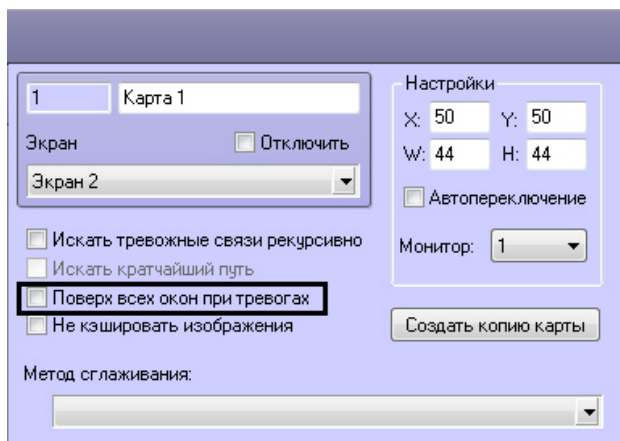 1
Карта 1
Экран
Отключить
Экран 2
Искать тревожные связи рекурсивно
Искать кратчайший путь
Поверх всех окон при тревогах
Не кэшировать изображения
Метод сглаживания:
Настройки
X: 50 Y: 50
W: 44 H: 44
Автопереключение
Монитор: 1
Создать копию карты